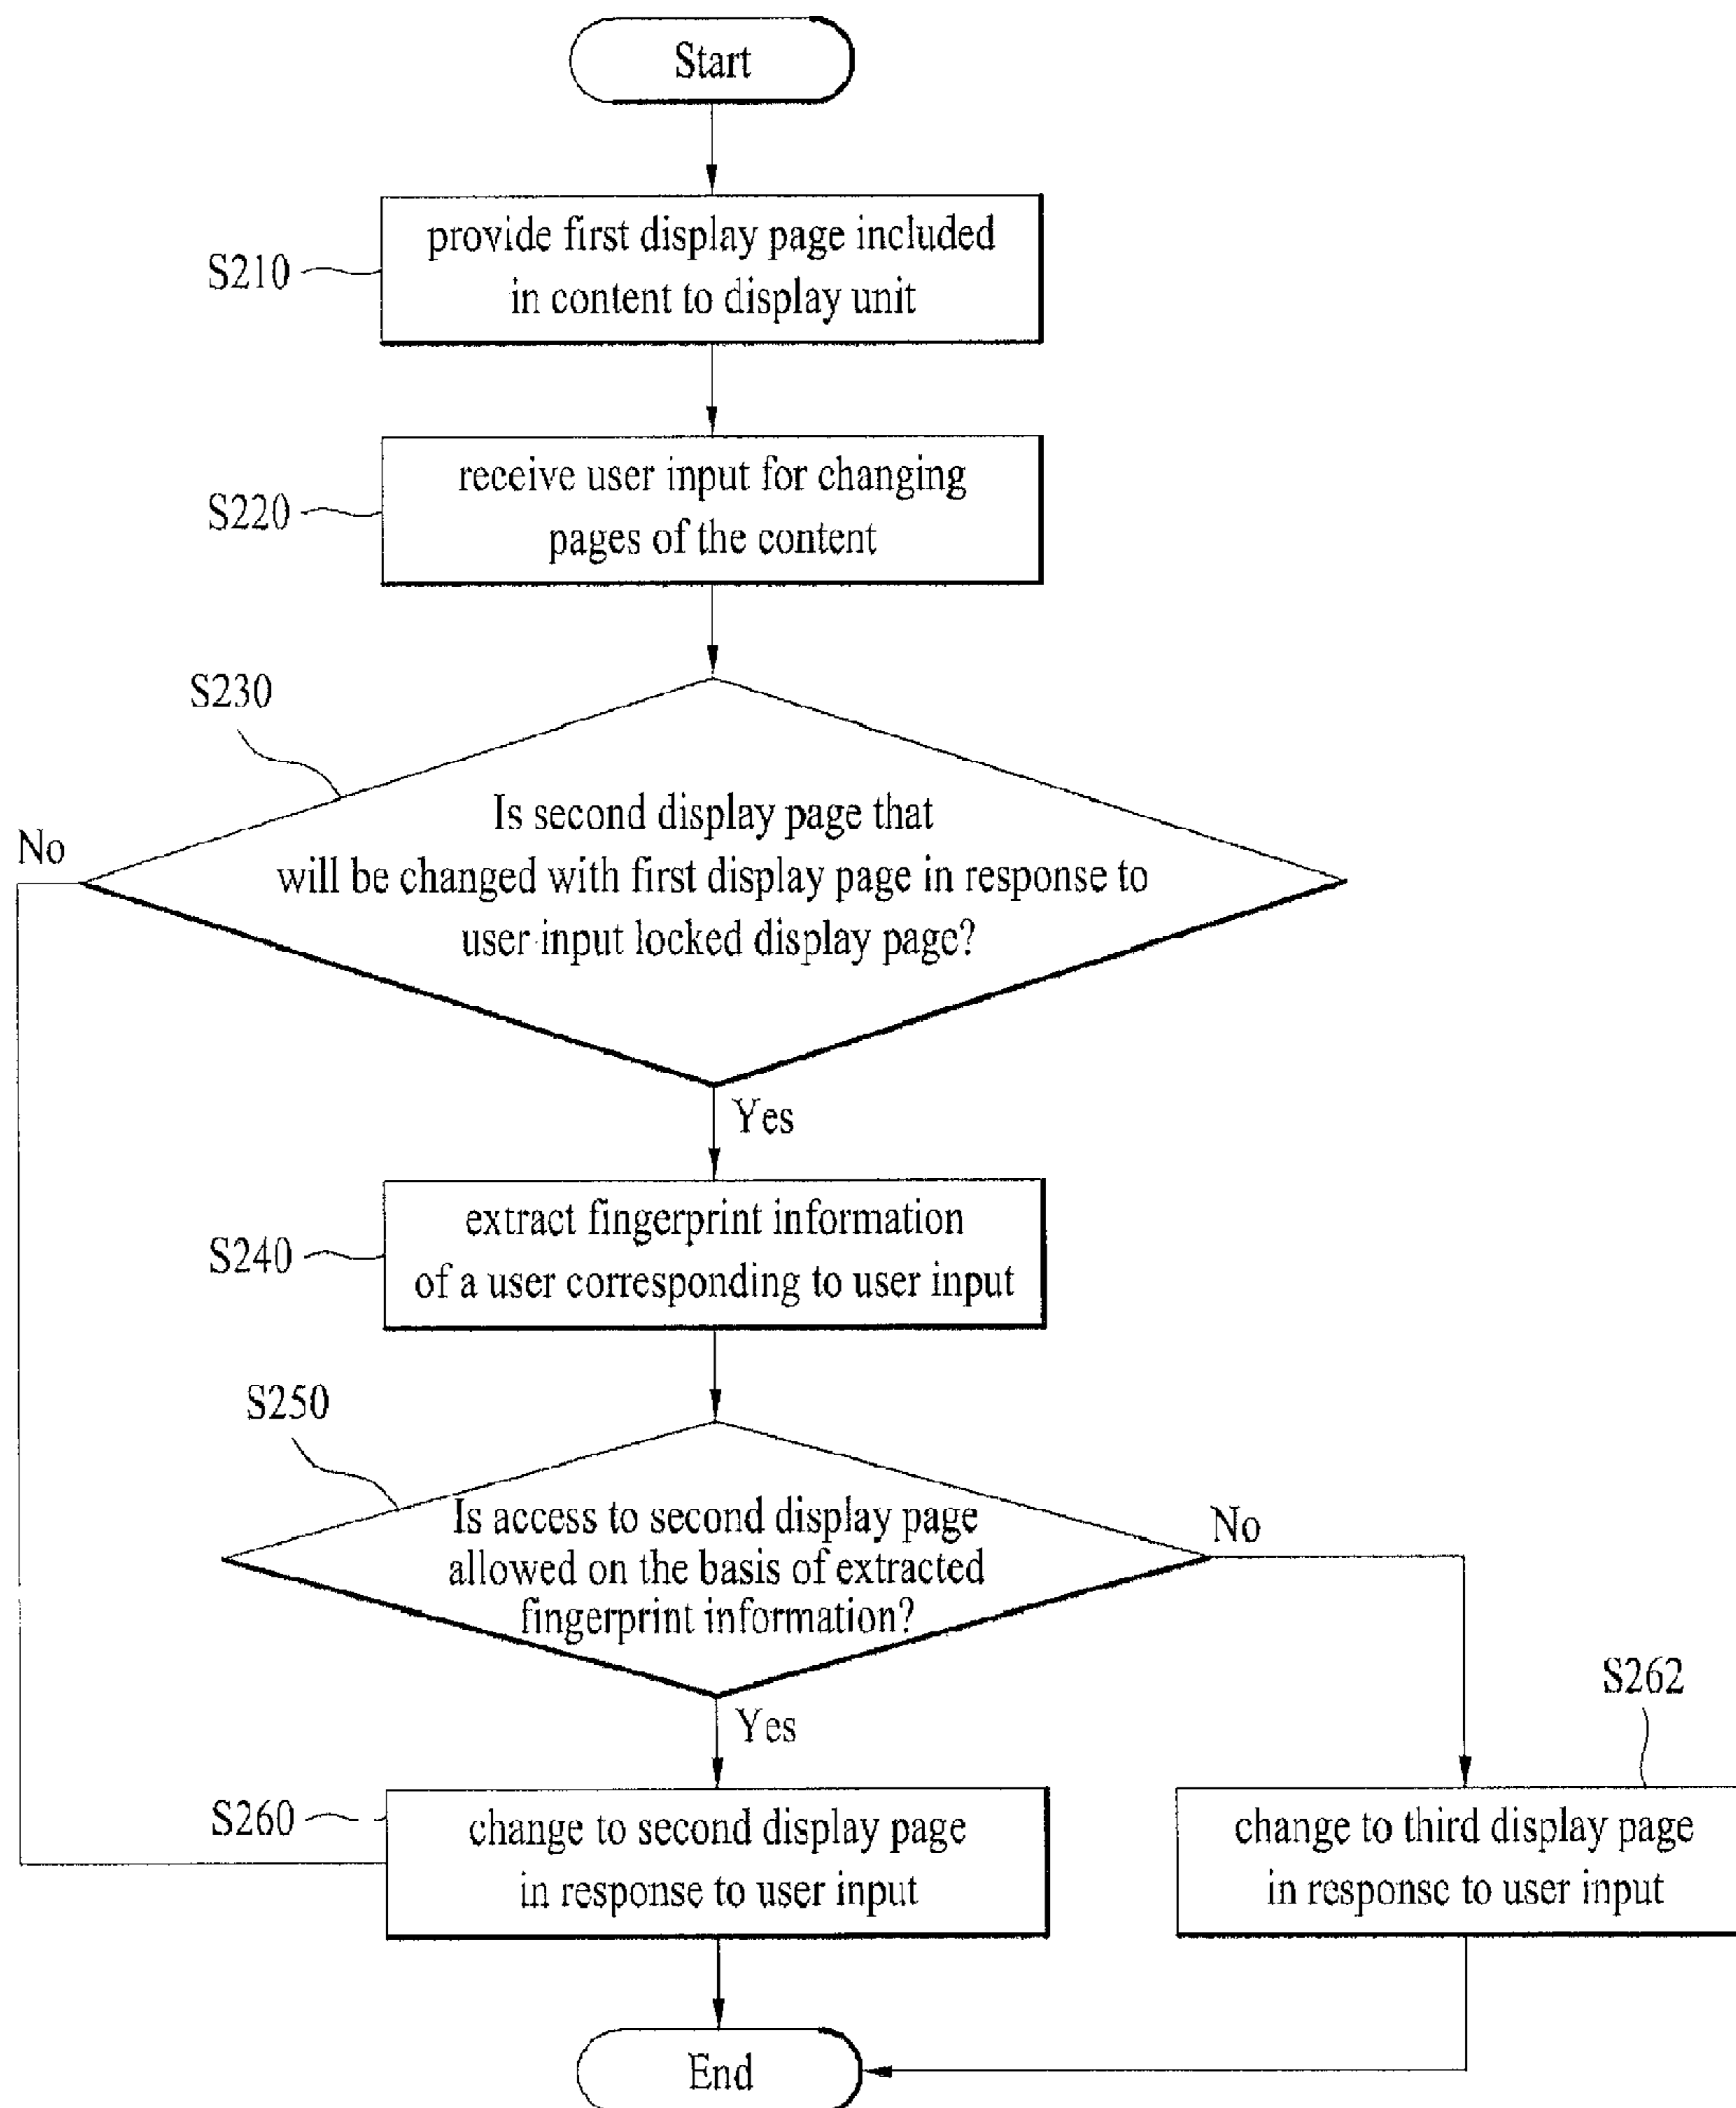 Start
provide first display page included
in content to display unit
S210
receive user input for changing
pages of the content
S220
S230
Is second display page that
will be changed with first display page in response to
user input locked display page?
No
Yes
extract fingerprint information
of a user corresponding to user input
S240
S250
Is access to second display page
allowed on the basis of extracted
fingerprint information?
No
Yes
S262
S260
change to second display page
in response to user input
change to third display page
in response to user input
End